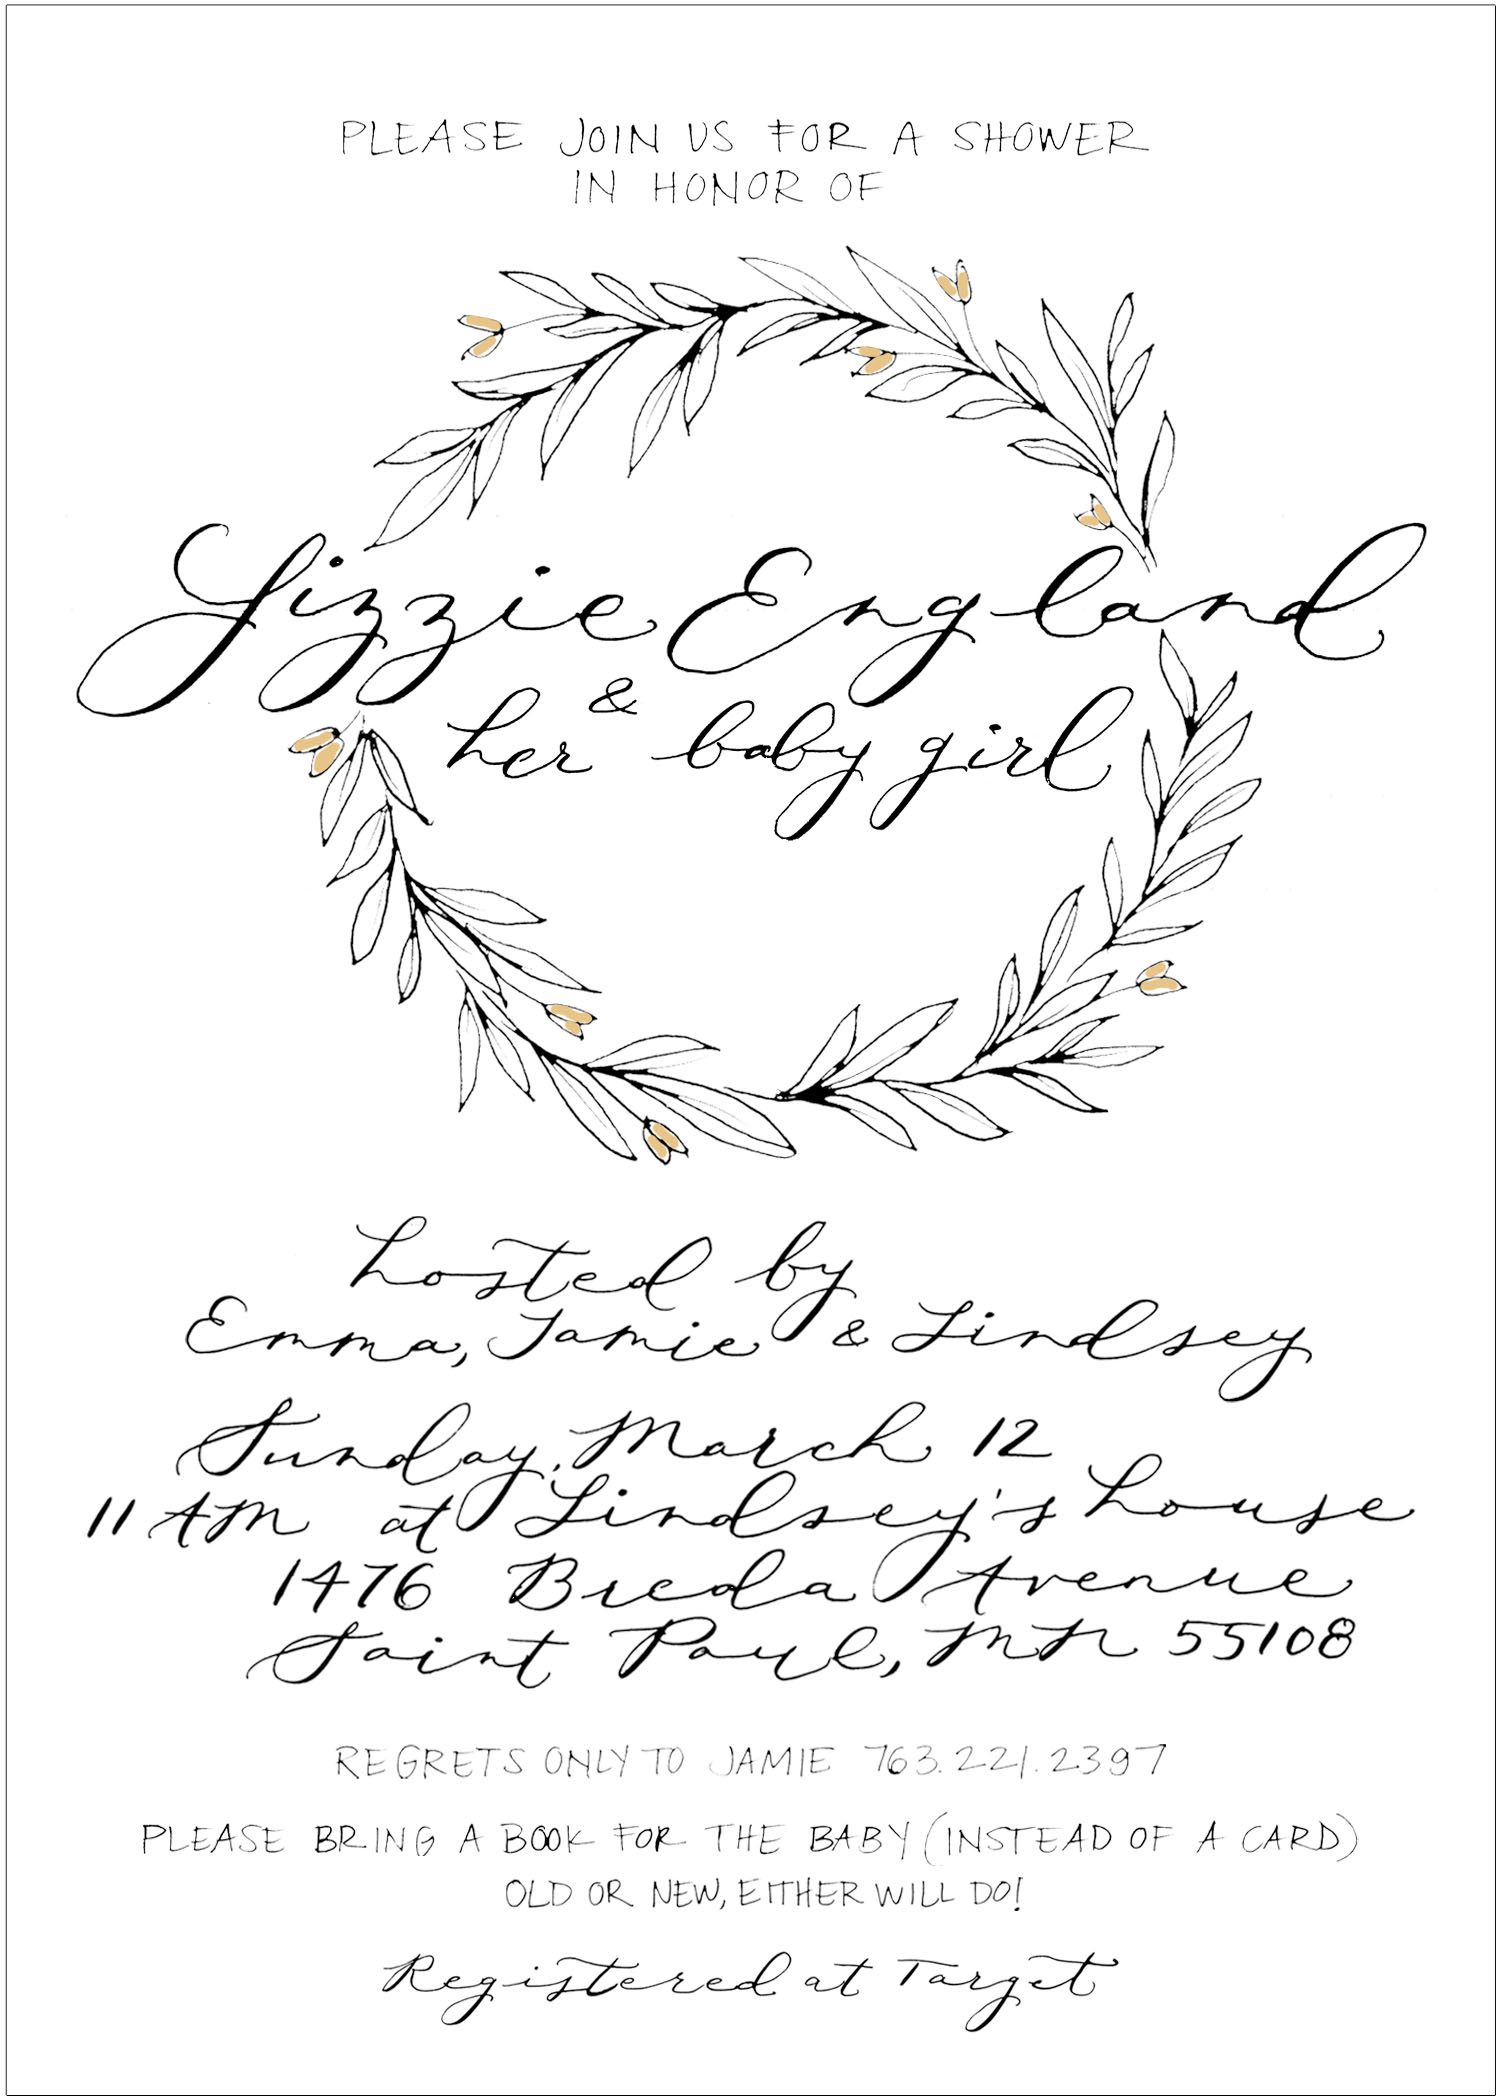 PLEASE JOIN US FOR A SHOWER
IN HONOR OF
Lizzie England
&
her baby girl
hosted by
Emma, Jamie & Lindsey
Sunday, March 12
11 AM at Lindsey's house
1476 Breda Avenue
Saint Paul, MN 55108
REGRETS ONLY TO JAMIE 763.221.2397
PLEASE BRING A BOOK FOR THE BABY (INSTEAD OF A CARD)
OLD OR NEW, EITHER WILL DO!
Registered at Target